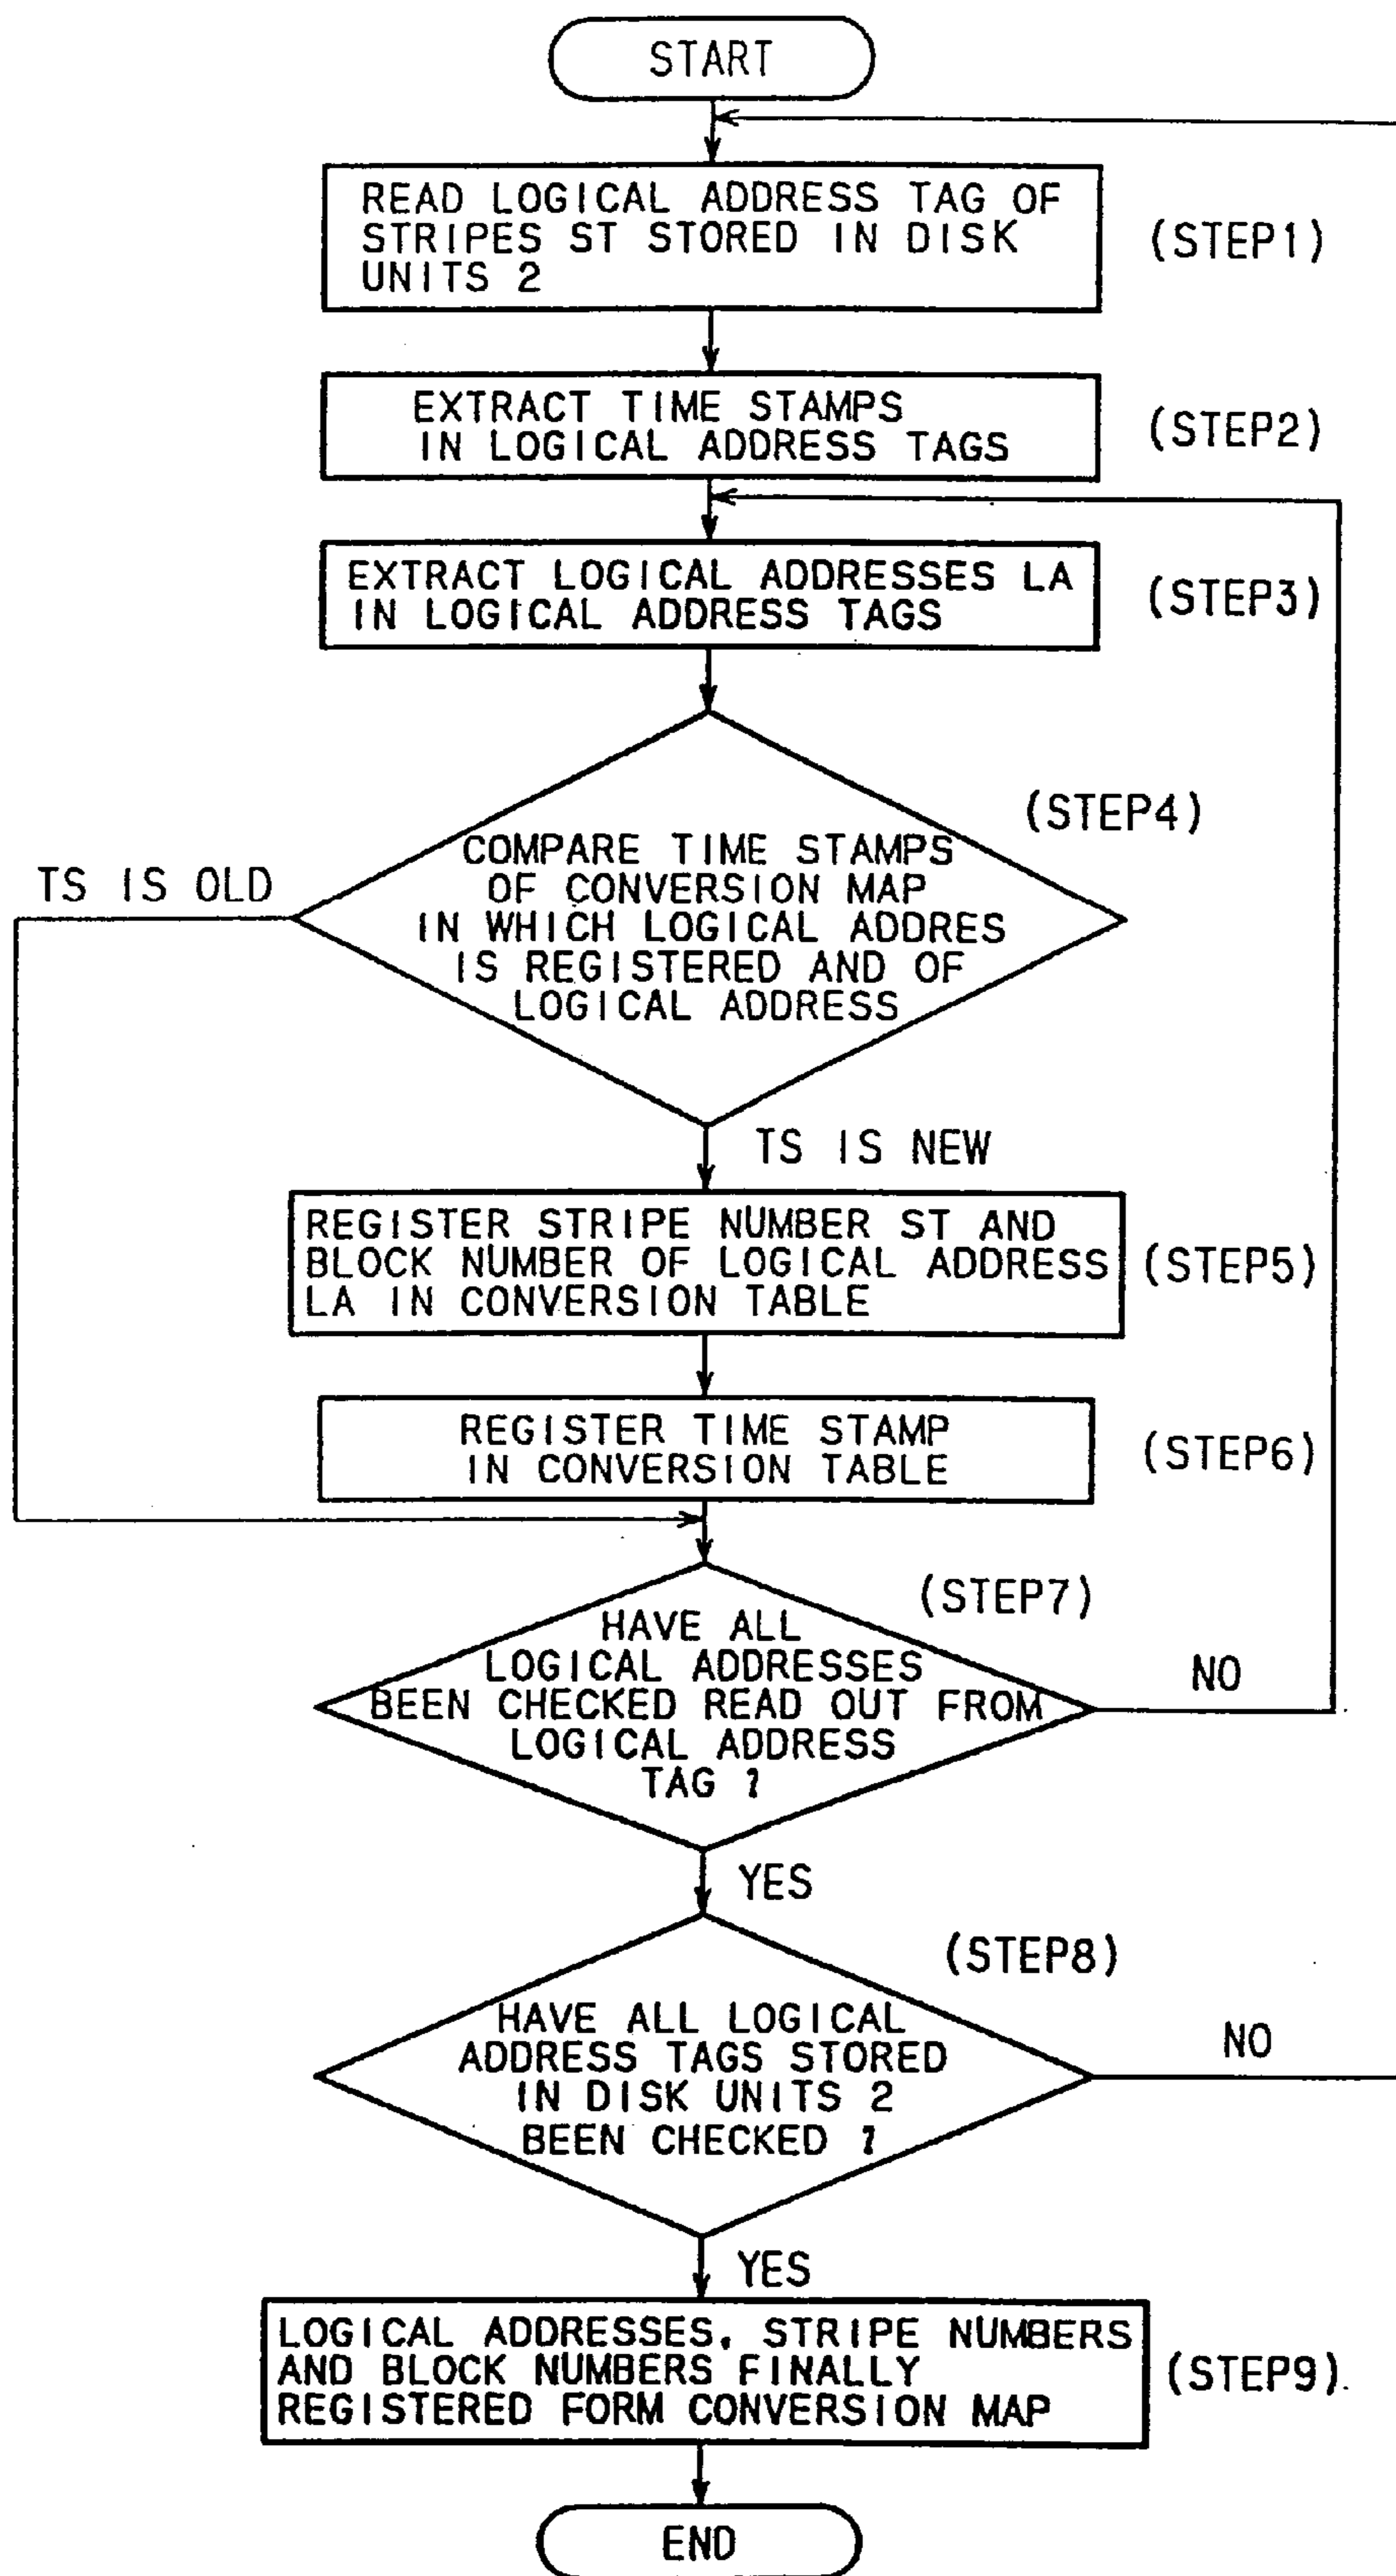 START
READ LOGICAL ADDRESS TAG OF
STRIPES ST STORED IN DISK
UNITS 2
(STEP1)
EXTRACT TIME STAMPS
IN LOGICAL ADDRESS TAGS
(STEP2)
EXTRACT LOGICAL ADDRESSES LA
IN LOGICAL ADDRESS TAGS
(STEP3)
(STEP4)
COMPARE TIME STAMPS
OF CONVERSION MAP
IN WHICH LOGICAL ADDRES
IS REGISTERED AND OF
LOGICAL ADDRESS
TS IS OLD
TS IS NEW
REGISTER STRIPE NUMBER ST AND
BLOCK NUMBER OF LOGICAL ADDRESS
LA IN CONVERSION TABLE
(STEP5)
REGISTER TIME STAMP
IN CONVERSION TABLE
(STEP6)
(STEP7)
HAVE ALL
LOGICAL ADDRESSES
BEEN CHECKED READ OUT FROM
LOGICAL ADDRESS
TAG ?
NO
YES
(STEP8)
HAVE ALL LOGICAL
ADDRESS TAGS STORED
IN DISK UNITS 2
BEEN CHECKED ?
NO
YES
LOGICAL ADDRESSES, STRIPE NUMBERS
AND BLOCK NUMBERS FINALLY
REGISTERED FORM CONVERSION MAP
(STEP9)
END